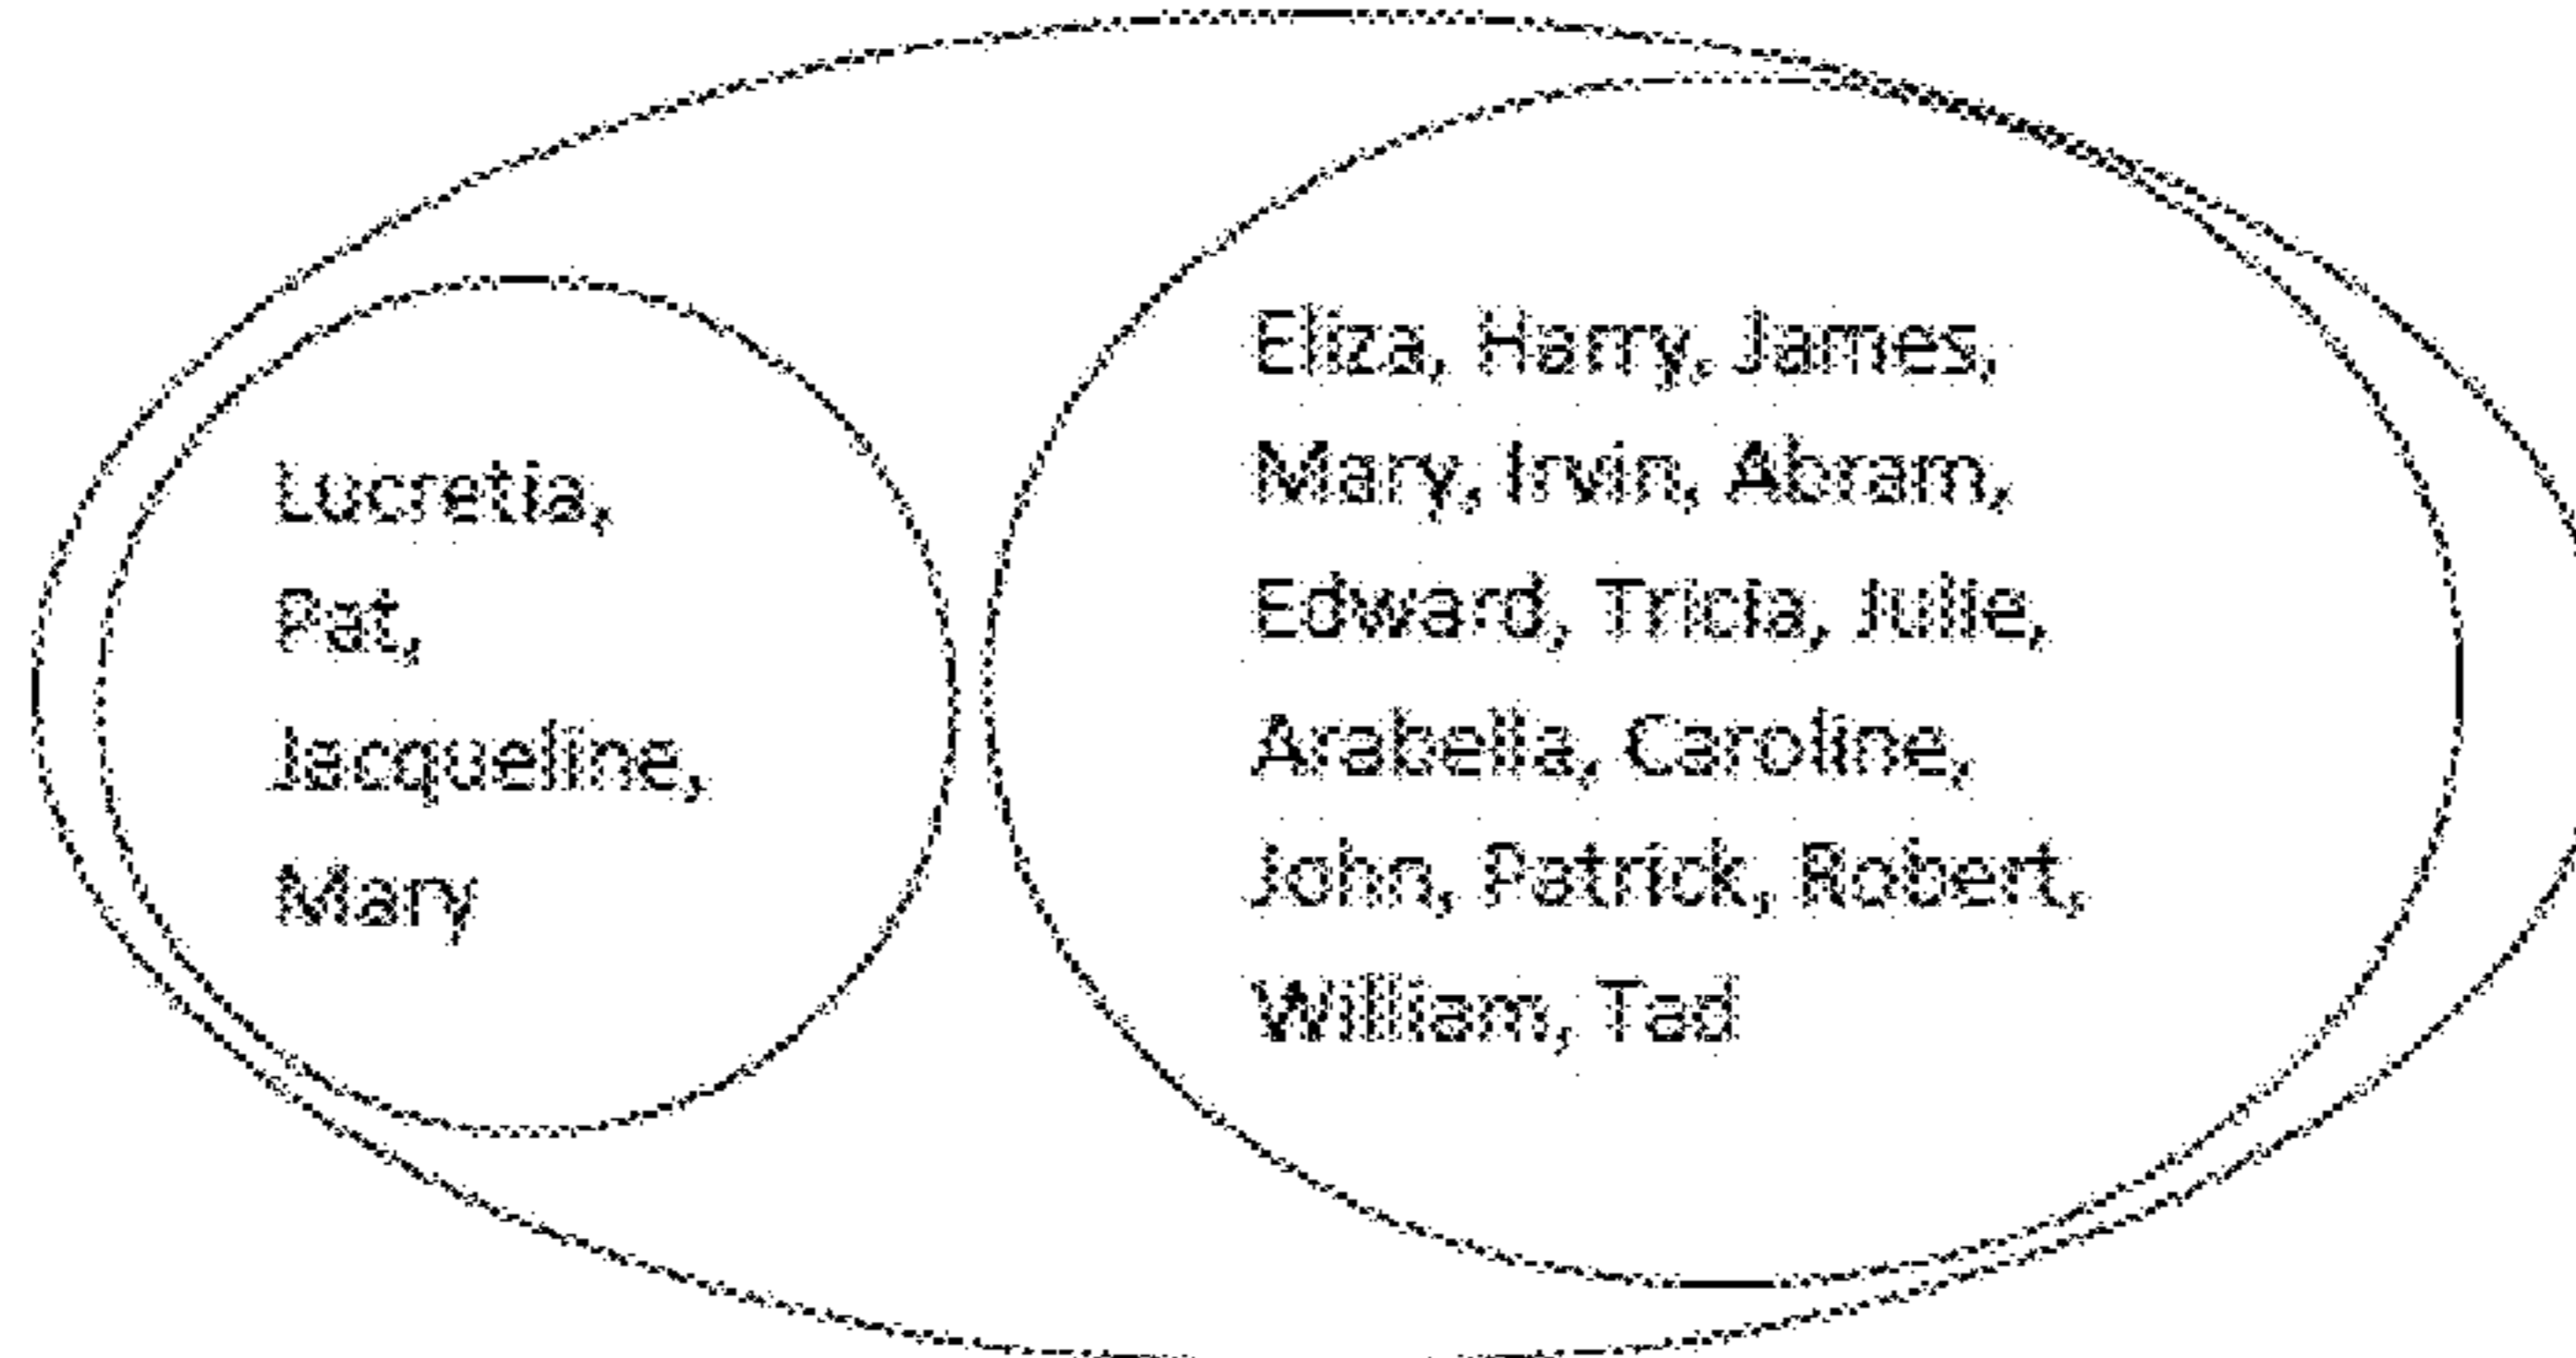 Lucretia,
Pat,
Jacqueline,
Mary
Eliza, Harry, James,
Mary, Irvin, Abram,
Edward, Tricia, Julie,
Arabella, Caroline,
John, Patrick, Robert,
William, Tad